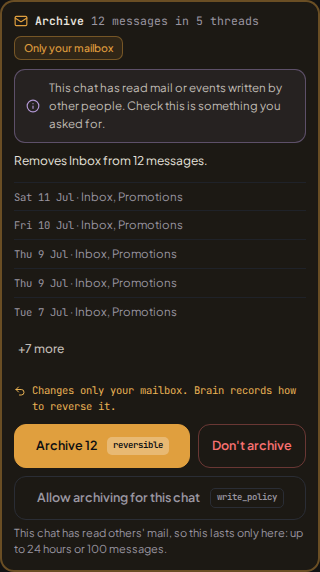 Archive 12 messages in 5 threads
Only your mailbox
This chat has read mail or events written by
other people. Check this is something you
asked for.
Removes Inbox from 12 messages.
Sat 11 Jul · Inbox, Promotions
Fri 10 Jul · Inbox, Promotions
Thu 9 Jul · Inbox, Promotions
Thu 9 Jul · Inbox, Promotions
Tue 7 Jul · Inbox, Promotions
+7 more
Changes only your mailbox. Brain records how
to reverse it.
Archive 12 reversible Don't archive
Allow archiving for this chat write_policy
This chat has read others' mail, so this lasts only here: up
to 24 hours or 100 messages.